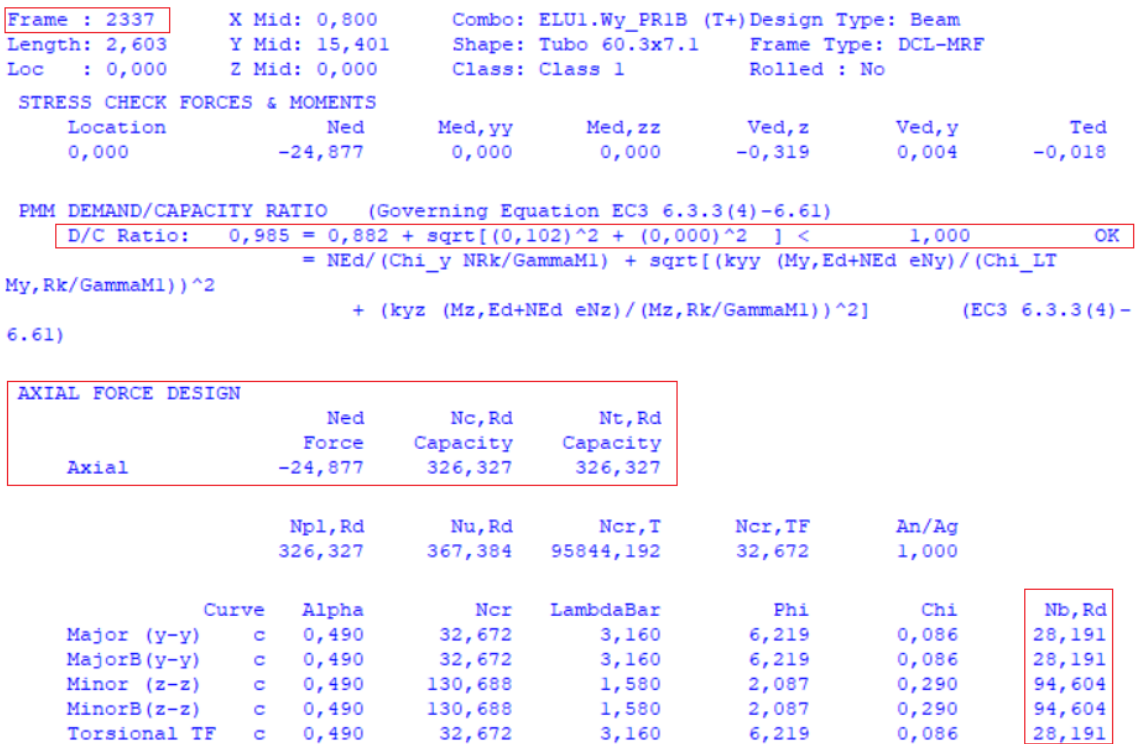 Frame : 2337 X Mid: 0,800 Combo: ELU1.Wy_PR1B (T+)Design Type: Beam
Length: 2,603 Y Mid: 15,401 Shape: Tubo 60.3x7.1 Frame Type: DCL-MRF
Loc : 0,000 Z Mid: 0,000 Class: Class 1 Rolled : No
STRESS CHECK FORCES & MOMENTS
Location Ned Med,yy Med,zz Ved,z Ved,y Ted
0,000 -24,877 0,000 0,000 -0,319 0,004 -0,018
PMM DEMAND/CAPACITY RATIO (Governing Equation EC3 6.3.3(4)-6.61)
D/C Ratio: 0,985 = 0,882 + sqrt[(0,102)^2 + (0,000)^2 ] < 1,000 OK
= NEd/(Chi_y NRk/GammaM1) + sqrt[(kyy (My,Ed+NEd eNy)/(Chi_LT
My,Rk/GammaM1))^2
+ (kyz (Mz,Ed+NEd eNz)/(Mz,Rk/GammaM1))^2] (EC3 6.3.3(4)-
6.61)
AXIAL FORCE DESIGN
Ned Nc,Rd Nt,Rd
Force Capacity Capacity
Axial -24,877 326,327 326,327
Npl,Rd Nu,Rd Ncr,T Ncr,TF An/Ag
326,327 367,384 95844,192 32,672 1,000
Curve Alpha Ncr LambdaBar Phi Chi Nb,Rd
Major (y-y) c 0,490 32,672 3,160 6,219 0,086 28,191
MajorB(y-y) c 0,490 32,672 3,160 6,219 0,086 28,191
Minor (z-z) c 0,490 130,688 1,580 2,087 0,290 94,604
MinorB(z-z) c 0,490 130,688 1,580 2,087 0,290 94,604
Torsional TF c 0,490 32,672 3,160 6,219 0,086 28,191